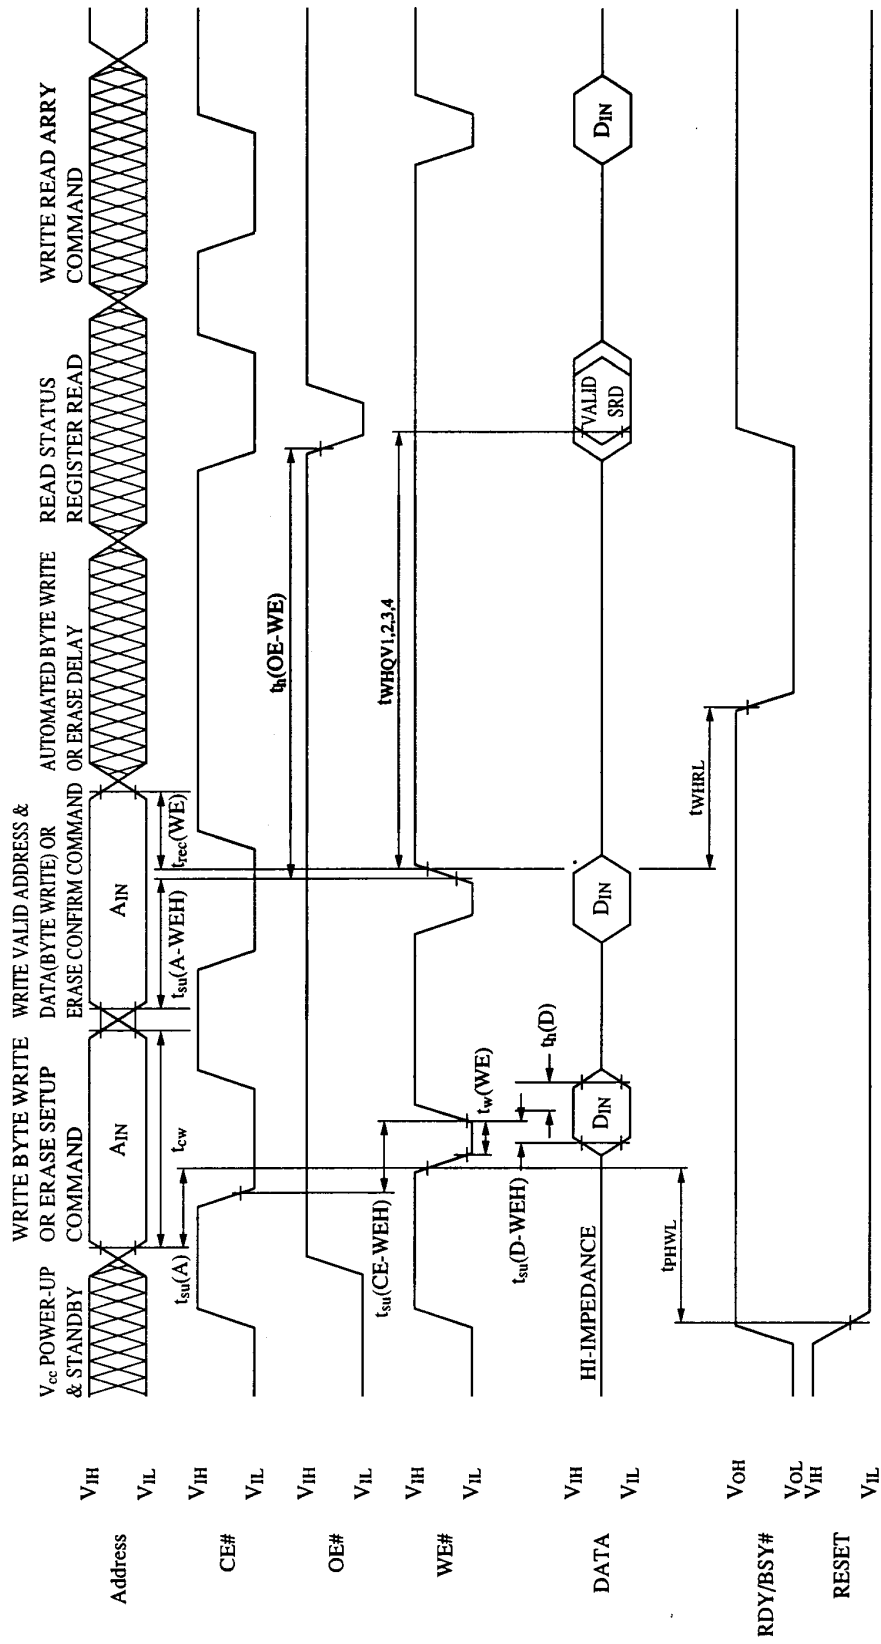 Vcc POWER-UP
& STANDBY
WRITE BYTE WRITE
OR ERASE SETUP
COMMAND
WRITE VALID ADDRESS &
DATA(BYTE WRITE) OR
ERASE CONFIRM COMMAND
AUTOMATED BYTE WRITE
OR ERASE DELAY
READ STATUS
REGISTER READ
WRITE READ ARRY
COMMAND
Address
VIH
VIL
AIN
AIN
tsu(A)
tcw
tsu(A-WEH)
trec(WE)
CE#
VIH
VIL
OE#
VIH
VIL
th(OE-WE)
tsu(CE-WEH)
WE#
VIH
VIL
tw(WE)
tWHQV1,2,3,4
tsu(D-WEH)
th(D)
DATA
VIH
VIL
HI-IMPEDANCE
DIN
DIN
VALID
SRD
DIN
tPHWL
tWHRL
RDY/BSY#
VOH
VOL
RESET
VIH
VIL